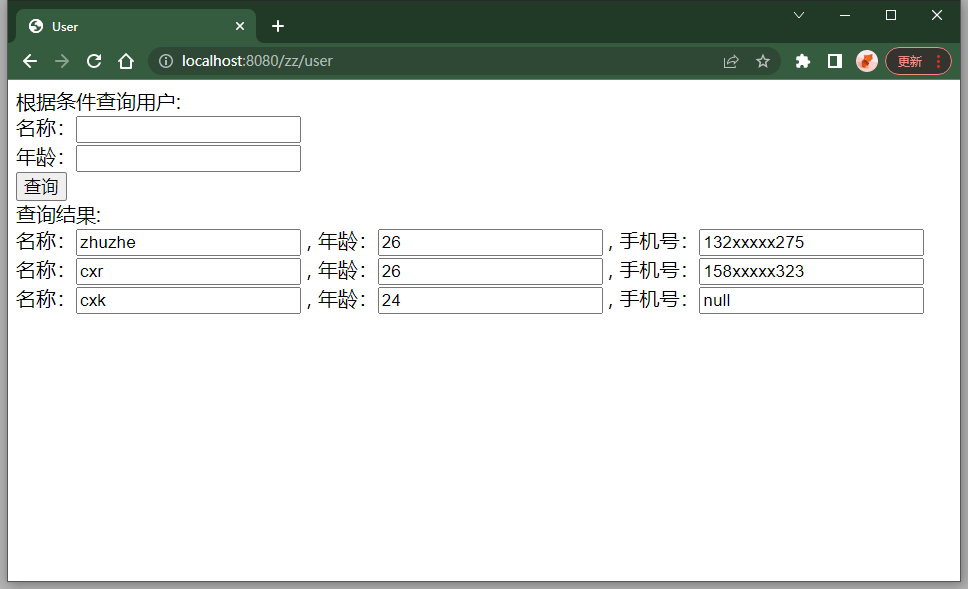 User
localhost:8080/zz/user
更新
根据条件查询用户:
名称：
年龄：
查询
查询结果:
名称： zhuzhe , 年龄： 26 , 手机号： 132xxxxx275
名称： cxr , 年龄： 26 , 手机号： 158xxxxx323
名称： cxk , 年龄： 24 , 手机号： null